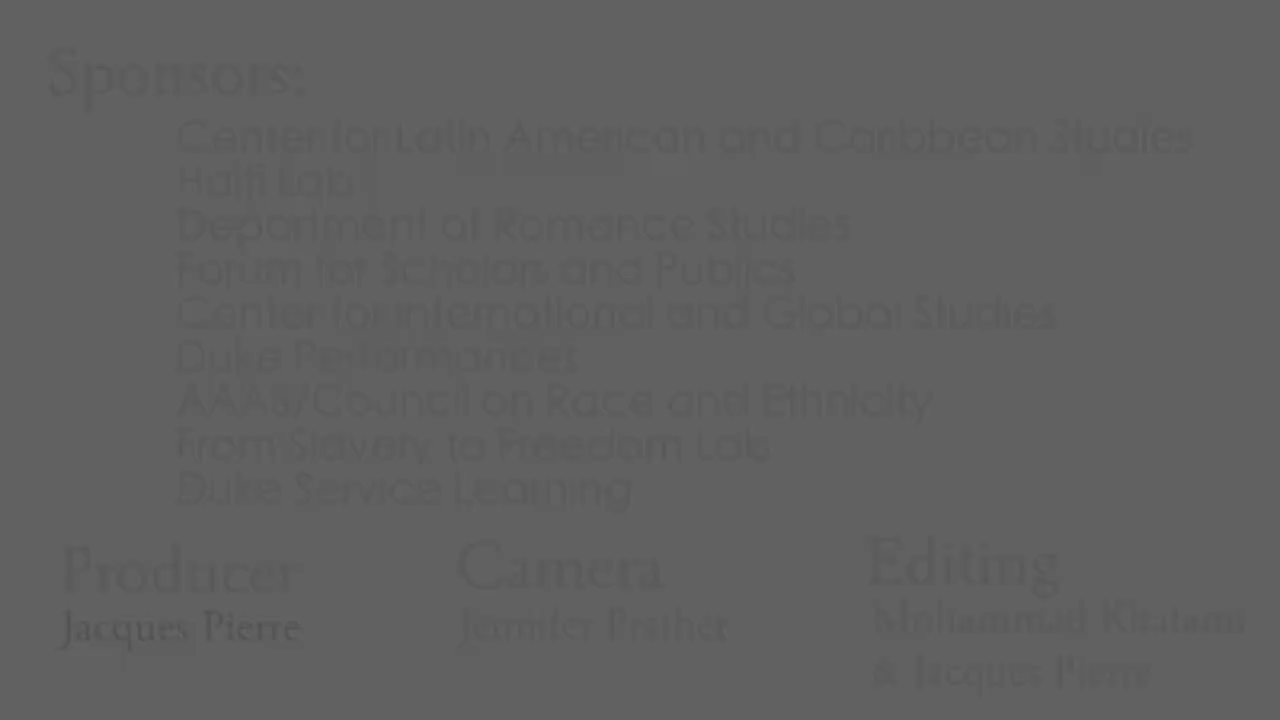 Sponsors:
Center for Latin American and Caribbean Studies
Haiti Lab
Department of Romance Studies
Forum for Scholars and Publics
Center for International and Global Studies
Duke Performances
AAAS/Council on Race and Ethnicity
From Slavery to Freedom Lab
Duke Service Learning
Producer
Jacques Pierre
Camera
Jennifer Prather
Editing
Mohammad Khatami
& Jacques Pierre